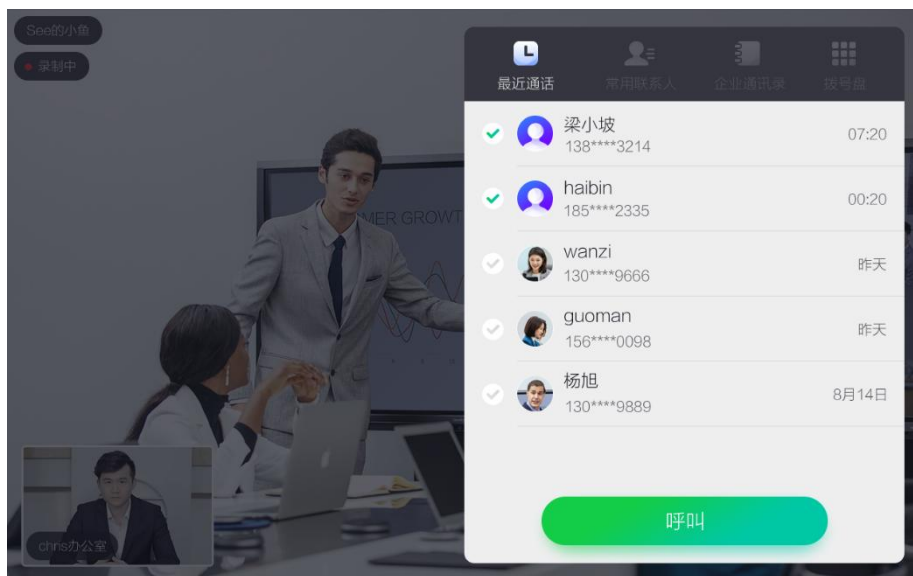 See的小鱼
录制中
最近通话
常用联系人
企业通讯录
拨号盘
梁小坡
138****3214
07:20
haibin
185****2335
00:20
wanzi
130****9666
昨天
guoman
156****0098
昨天
杨旭
130****9889
8月14日
呼叫
MER GROWT
chris办公室